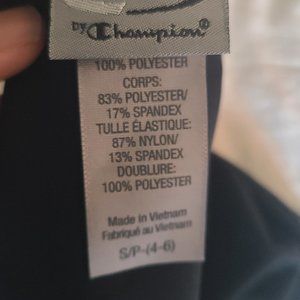 BY Champion®
100% POLYESTER
CORPS:
83% POLYESTER/
17% SPANDEX
TULLE ÉLASTIQUE:
87% NYLON/
13% SPANDEX
DOUBLURE:
100% POLYESTER
Made in Vietnam
Fabriqué au Vietnam
S/P-(4-6)